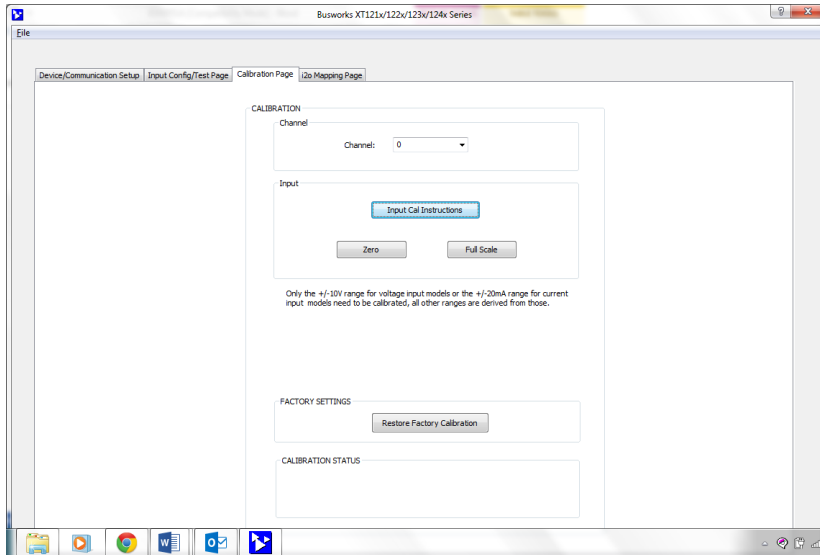 Busworks XT121x/122x/123x/124x Series
File
Device/Communication Setup
Input Config/Test Page
Calibration Page
i2o Mapping Page
CALIBRATION
Channel
Channel:
0
Input
Input Cal Instructions
Zero
Full Scale
Only the +/-10V range for voltage input models or the +/-20mA range for current
input models need to be calibrated, all other ranges are derived from those.
FACTORY SETTINGS
Restore Factory Calibration
CALIBRATION STATUS